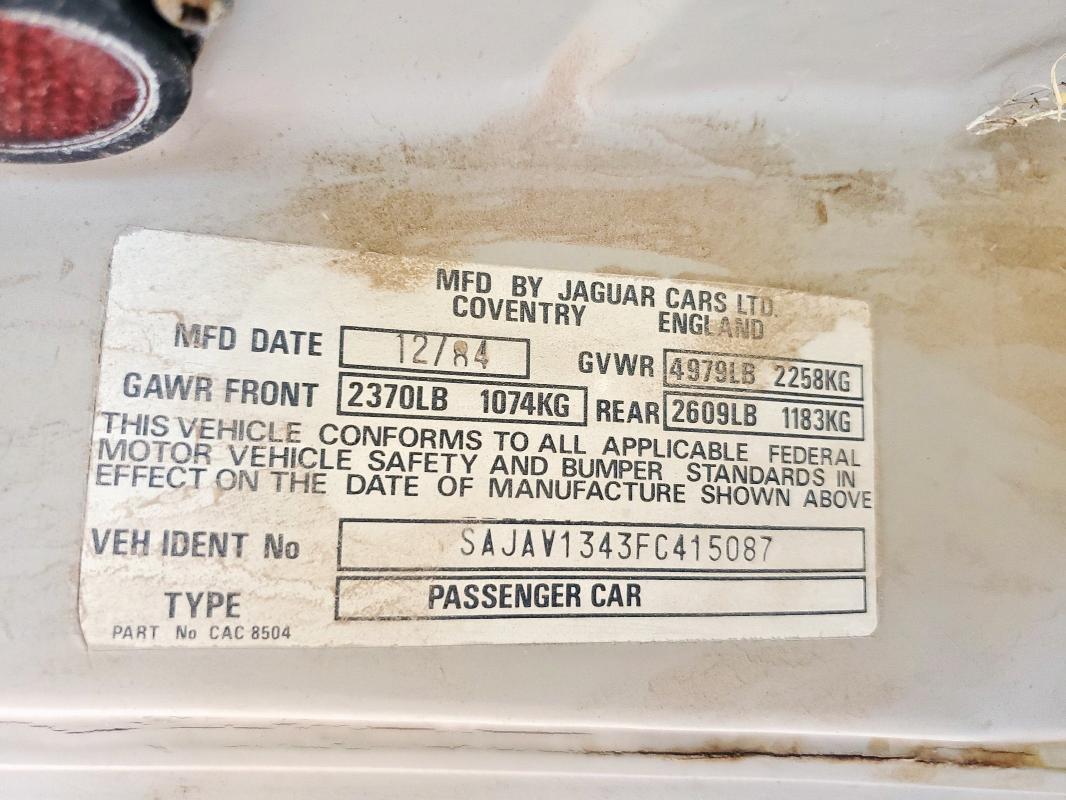 MFD BY JAGUAR CARS LTD.
COVENTRY ENGLAND
MFD DATE 12/84 GVWR 4979LB 2258KG
GAWR FRONT 2370LB 1074KG REAR 2609LB 1183KG
THIS VEHICLE CONFORMS TO ALL APPLICABLE FEDERAL
MOTOR VEHICLE SAFETY AND BUMPER STANDARDS IN
EFFECT ON THE DATE OF MANUFACTURE SHOWN ABOVE
VEH IDENT No SAJAV1343FC415087
TYPE PASSENGER CAR
PART No CAC 8504